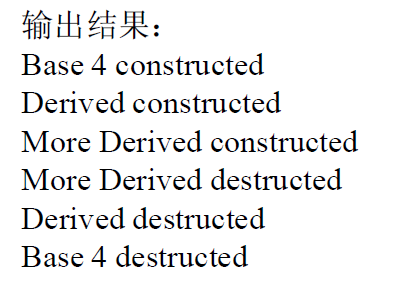 输出结果：
Base 4 constructed
Derived constructed
More Derived constructed
More Derived destructed
Derived destructed
Base 4 destructed